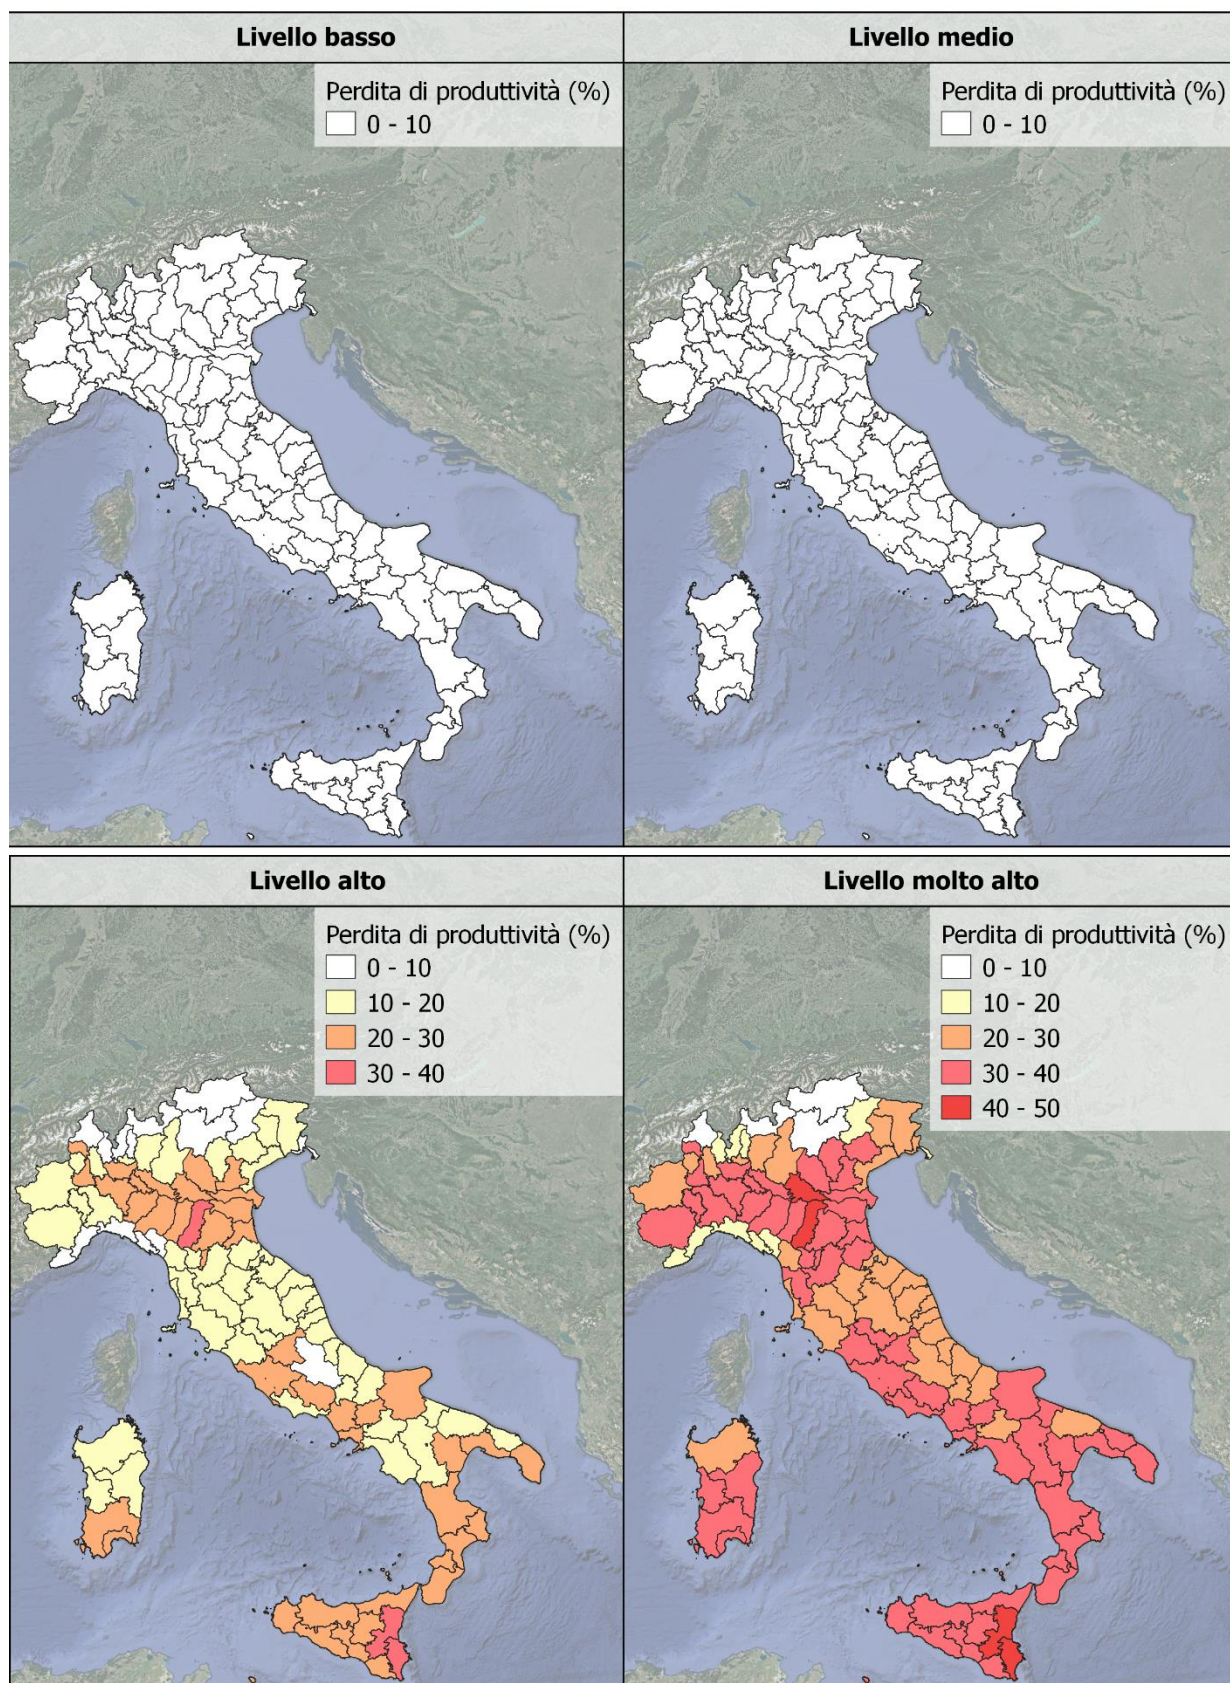 Livello basso
Perdita di produttività (%)
0 - 10
Livello medio
Perdita di produttività (%)
0 - 10
Livello alto
Perdita di produttività (%)
0 - 10
10 - 20
20 - 30
30 - 40
Livello molto alto
Perdita di produttività (%)
0 - 10
10 - 20
20 - 30
30 - 40
40 - 50